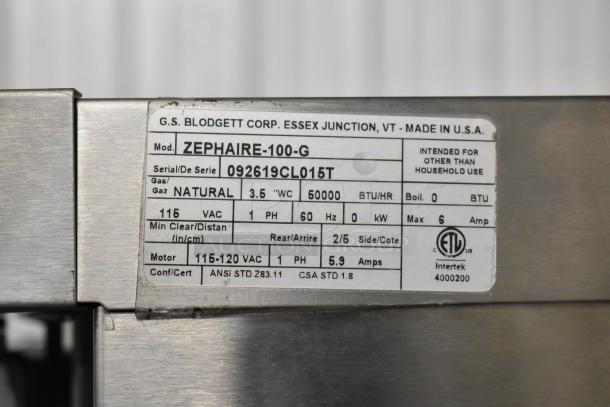 G.S. BLODGETT CORP. ESSEX JUNCTION, VT - MADE IN U.S.A.
Mod. ZEPHAIRE-100-G
INTENDED FOR
OTHER THAN
HOUSEHOLD USE
Serial/De Serie 092619CL015T
Gas/
Gaz NATURAL 3.5 "WC 50000 BTU/HR Boil. 0 BTU
115 VAC 1 PH 60 Hz 0 kW Max 6 Amp
Min Clear/Distan
(in/cm) Rear/Arrire 2/5 Side/Cote
Motor 115-120 VAC 1 PH 5.9 Amps
Conf/Cert ANSI STD Z83.11 CSA STD 1.8
C ETL US
Intertek
4000200